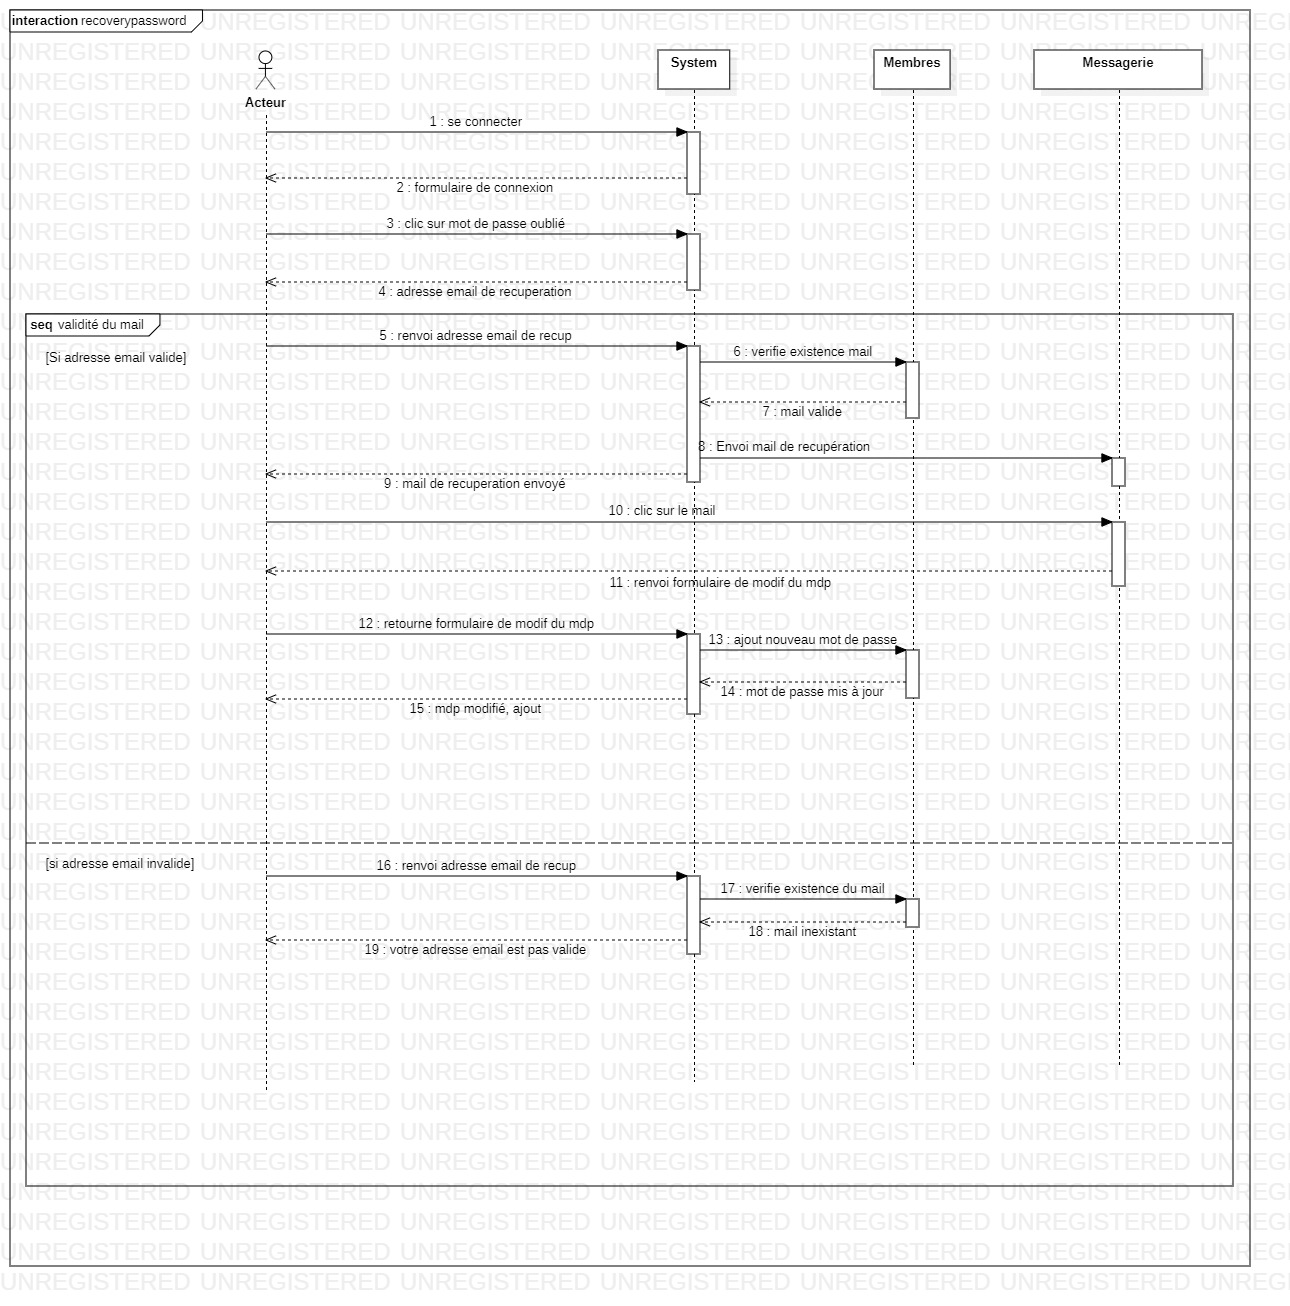 interaction recoverypassword
System
Membres
Messagerie
Acteur
1 : se connecter
2 : formulaire de connexion
3 : clic sur mot de passe oublié
4 : adresse email de recuperation
seq validité du mail
5 : renvoi adresse email de recup
[Si adresse email valide]
6 : verifie existence mail
7 : mail valide
8 : Envoi mail de recupération
9 : mail de recuperation envoyé
10 : clic sur le mail
11 : renvoi formulaire de modif du mdp
12 : retourne formulaire de modif du mdp
13 : ajout nouveau mot de passe
14 : mot de passe mis à jour
15 : mdp modifié, ajout
[si adresse email invalide]
16 : renvoi adresse email de recup
17 : verifie existence du mail
18 : mail inexistant
19 : votre adresse email est pas valide
UNREGISTERED